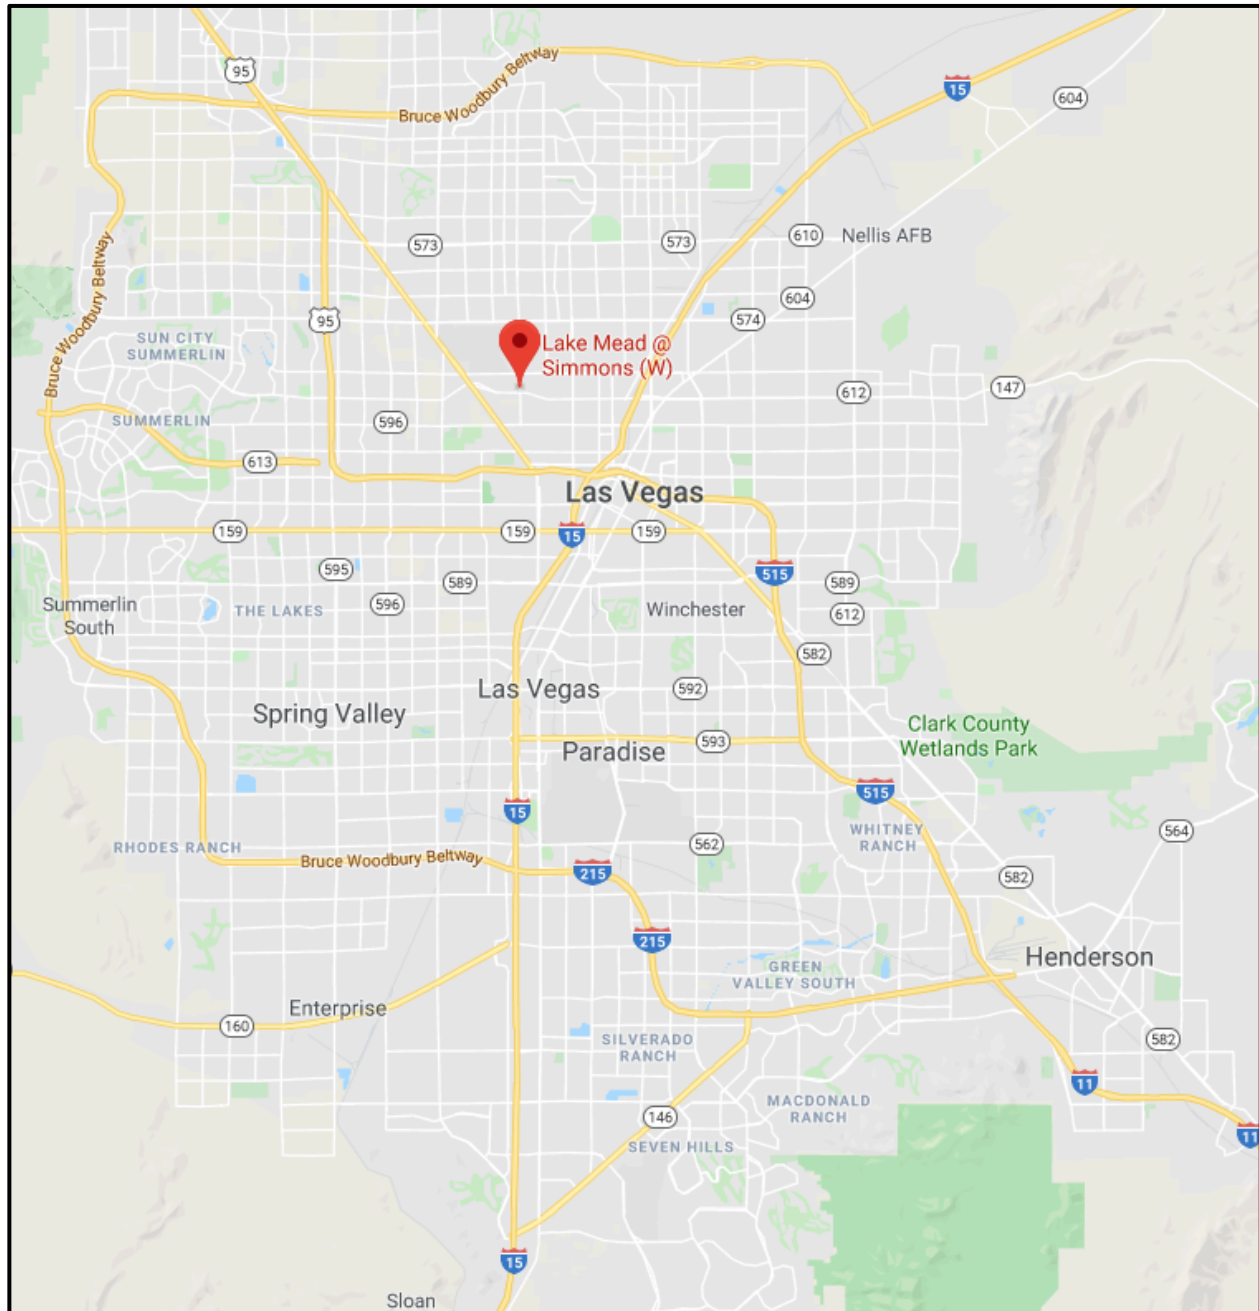 95
Bruce Woodbury Beltway
15
604
Bruce Woodbury Beltway
573
573
610
Nellis AFB
604
574
95
SUN CITY
SUMMERLIN
Lake Mead @
Simmons (W)
147
612
596
SUMMERLIN
613
Las Vegas
159
159
15
159
595
589
596
515
589
612
Summerlin
South
THE LAKES
Winchester
582
Las Vegas
592
Spring Valley
Clark County
Wetlands Park
593
Paradise
515
15
WHITNEY
RANCH
564
562
RHODES RANCH
Bruce Woodbury Beltway
215
582
215
Henderson
GREEN
VALLEY SOUTH
Enterprise
160
SILVERADO
RANCH
582
11
MACDONALD
RANCH
146
SEVEN HILLS
11
15
Sloan